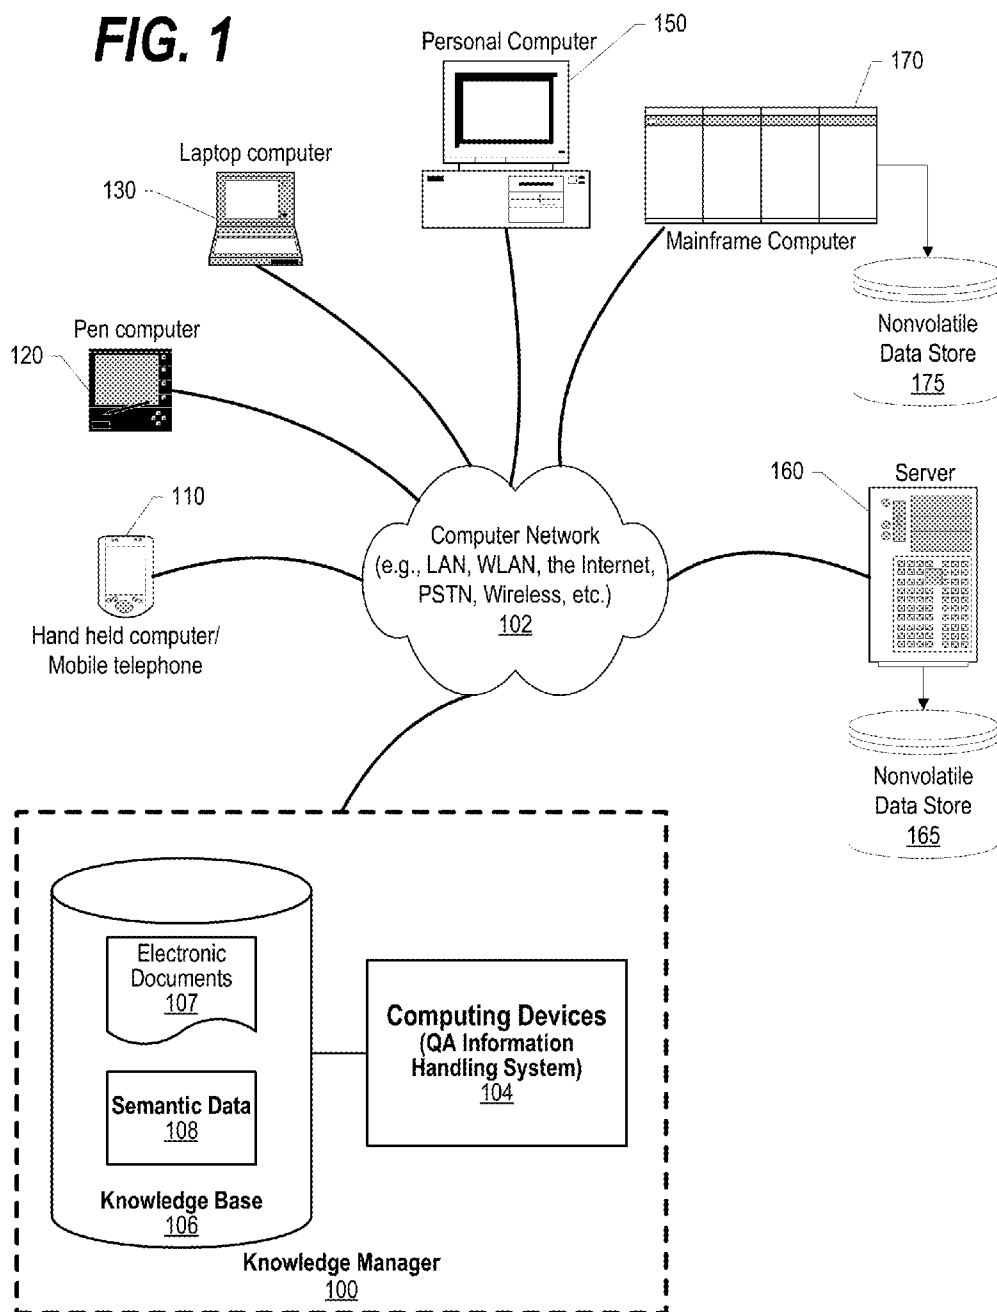 FIG. 1
Personal Computer
150
170
Laptop computer
130
Mainframe Computer
Nonvolatile
Data Store
175
Pen computer
120
110
Hand held computer/
Mobile telephone
Computer Network
(e.g., LAN, WLAN, the Internet,
PSTN, Wireless, etc.)
102
160
Server
Nonvolatile
Data Store
165
Electronic
Documents
107
Semantic Data
108
Knowledge Base
106
Computing Devices
(QA Information
Handling System)
104
Knowledge Manager
100